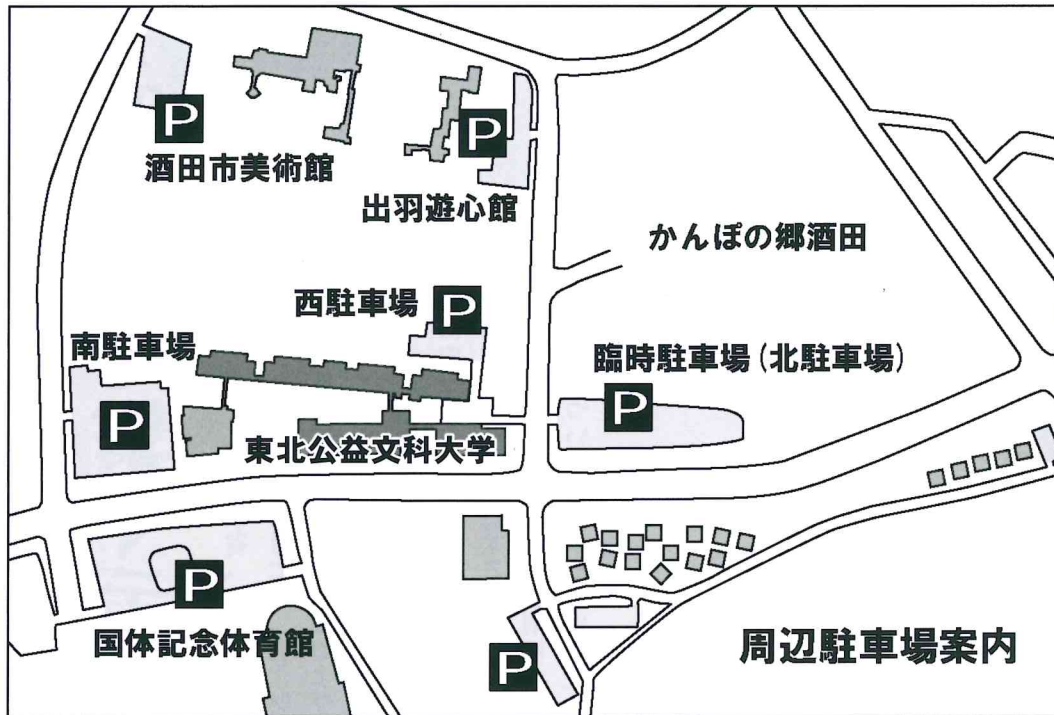 P
酒田市美術館
P
出羽遊心館
かんぽの郷酒田
西駐車場
P
南駐車場
P
臨時駐車場(北駐車場)
P
東北公益文科大学
P
国体記念体育館
P
周辺駐車場案内